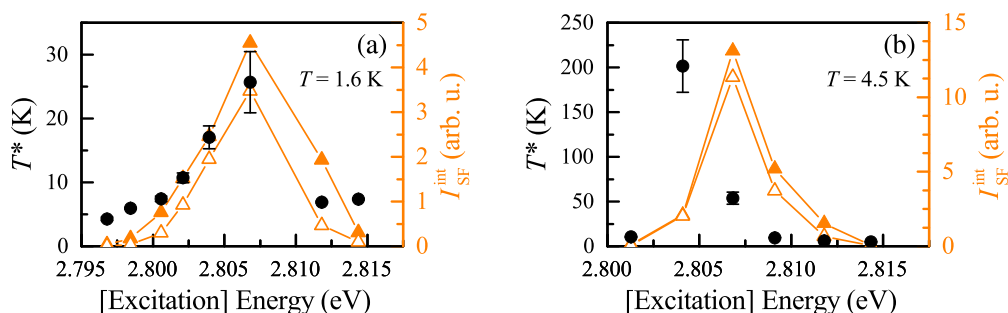 (a)
T = 1.6 K
T* (K)
30
20
10
0
5
4
3
2
1
0
I_SF^int (arb. u.)
2.795 2.800 2.805 2.810 2.815
[Excitation] Energy (eV)
(b)
T = 4.5 K
T* (K)
250
200
150
100
50
0
15
10
5
0
I_SF^int (arb. u.)
2.800 2.805 2.810 2.815
[Excitation] Energy (eV)